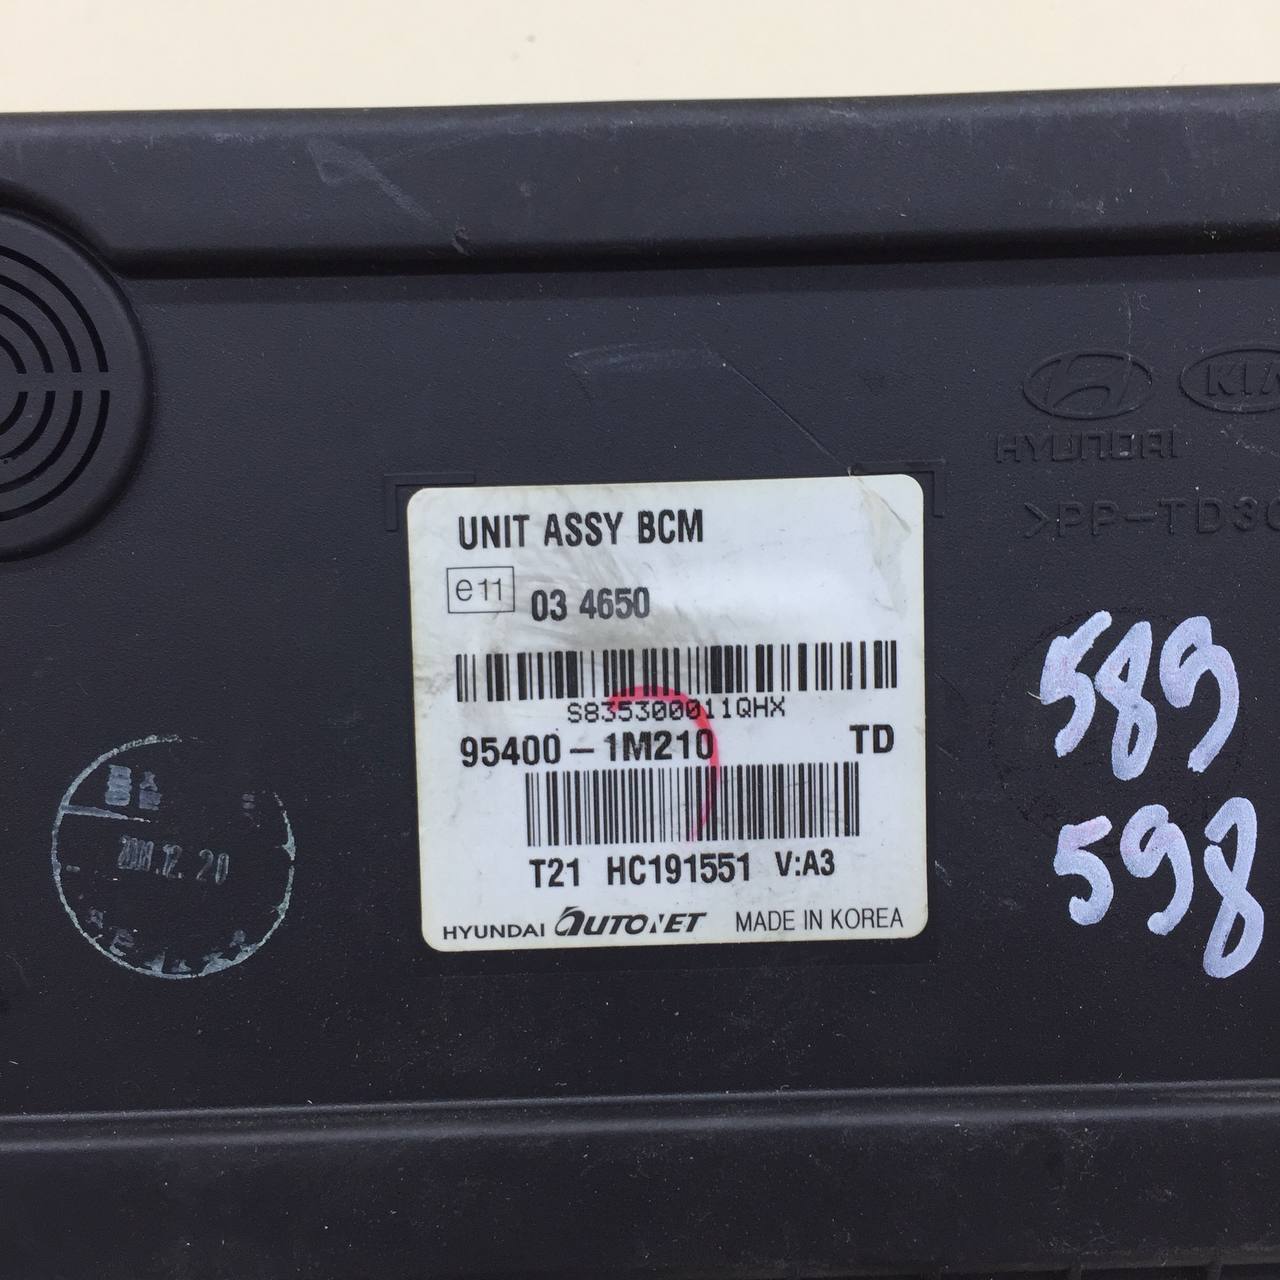 KIA
HYUNDAI
>PP-TD3
UNIT ASSY BCM
e11 03 4650
S835300011QHX
95400-1M210 TD
T21 HC191551 V:A3
HYUNDAI AUTONET MADE IN KOREA
589
598
2008.12.20